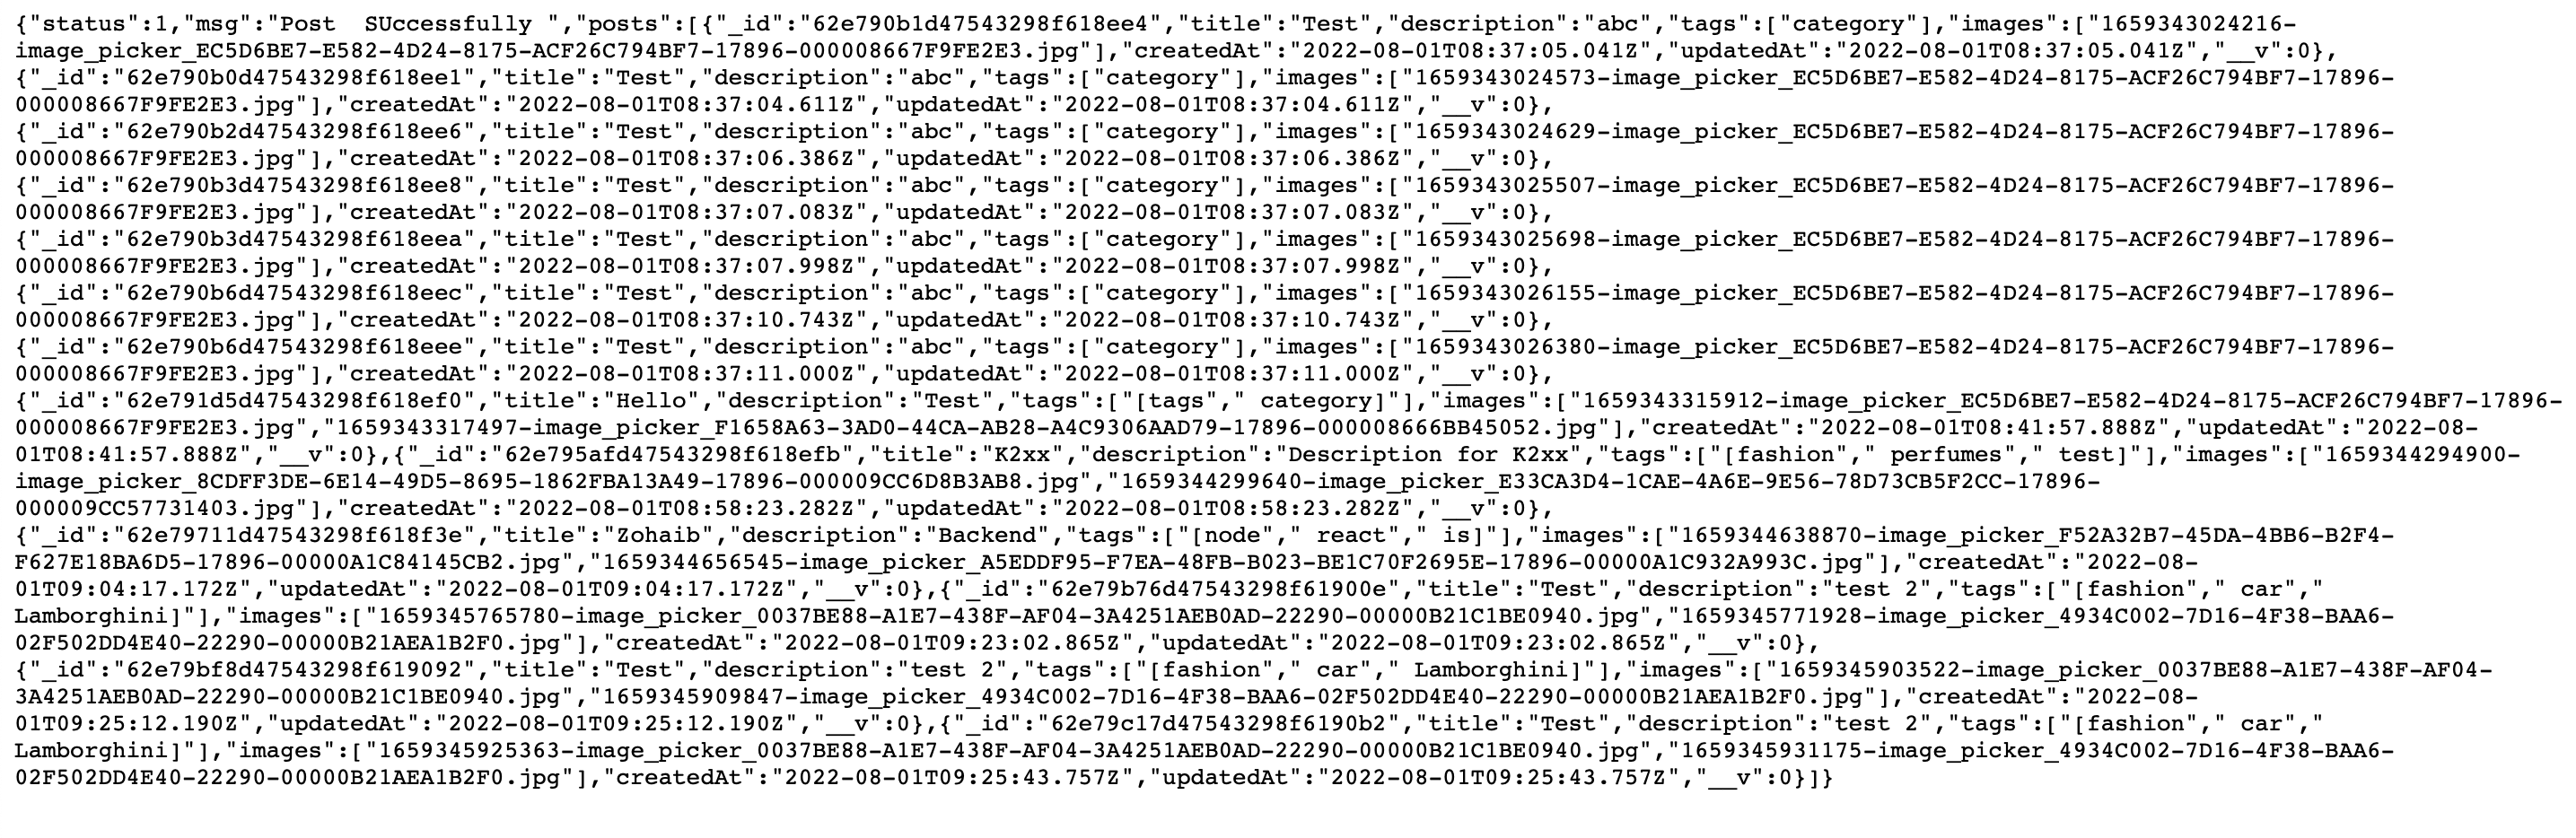 {"status":1,"msg":"Post  SUccessfully ","posts":[{"_id":"62e790b1d47543298f618ee4","title":"Test","description":"abc","tags":["category"],"images":["1659343024216-
image_picker_EC5D6BE7-E582-4D24-8175-ACF26C794BF7-17896-000008667F9FE2E3.jpg"],"createdAt":"2022-08-01T08:37:05.041Z","updatedAt":"2022-08-01T08:37:05.041Z","__v":0},
{"_id":"62e790b0d47543298f618ee1","title":"Test","description":"abc","tags":["category"],"images":["1659343024573-image_picker_EC5D6BE7-E582-4D24-8175-ACF26C794BF7-17896-
000008667F9FE2E3.jpg"],"createdAt":"2022-08-01T08:37:04.611Z","updatedAt":"2022-08-01T08:37:04.611Z","__v":0},
{"_id":"62e790b2d47543298f618ee6","title":"Test","description":"abc","tags":["category"],"images":["1659343024629-image_picker_EC5D6BE7-E582-4D24-8175-ACF26C794BF7-17896-
000008667F9FE2E3.jpg"],"createdAt":"2022-08-01T08:37:06.386Z","updatedAt":"2022-08-01T08:37:06.386Z","__v":0},
{"_id":"62e790b3d47543298f618ee8","title":"Test","description":"abc","tags":["category"],"images":["1659343025507-image_picker_EC5D6BE7-E582-4D24-8175-ACF26C794BF7-17896-
000008667F9FE2E3.jpg"],"createdAt":"2022-08-01T08:37:07.083Z","updatedAt":"2022-08-01T08:37:07.083Z","__v":0},
{"_id":"62e790b3d47543298f618eea","title":"Test","description":"abc","tags":["category"],"images":["1659343025698-image_picker_EC5D6BE7-E582-4D24-8175-ACF26C794BF7-17896-
000008667F9FE2E3.jpg"],"createdAt":"2022-08-01T08:37:07.998Z","updatedAt":"2022-08-01T08:37:07.998Z","__v":0},
{"_id":"62e790b6d47543298f618eec","title":"Test","description":"abc","tags":["category"],"images":["1659343026155-image_picker_EC5D6BE7-E582-4D24-8175-ACF26C794BF7-17896-
000008667F9FE2E3.jpg"],"createdAt":"2022-08-01T08:37:10.743Z","updatedAt":"2022-08-01T08:37:10.743Z","__v":0},
{"_id":"62e790b6d47543298f618eee","title":"Test","description":"abc","tags":["category"],"images":["1659343026380-image_picker_EC5D6BE7-E582-4D24-8175-ACF26C794BF7-17896-
000008667F9FE2E3.jpg"],"createdAt":"2022-08-01T08:37:11.000Z","updatedAt":"2022-08-01T08:37:11.000Z","__v":0},
{"_id":"62e791d5d47543298f618ef0","title":"Hello","description":"Test","tags":["[tags"," category]"],"images":["1659343315912-image_picker_EC5D6BE7-E582-4D24-8175-ACF26C794BF7-17896-
000008667F9FE2E3.jpg","1659343317497-image_picker_F1658A63-3AD0-44CA-AB28-A4C9306AAD79-17896-000008666BB45052.jpg"],"createdAt":"2022-08-01T08:41:57.888Z","updatedAt":"2022-08-
01T08:41:57.888Z","__v":0},{"_id":"62e795afd47543298f618efb","title":"K2xx","description":"Description for K2xx","tags":["[fashion"," perfumes"," test]"],"images":["1659344294900-
image_picker_8CDFF3DE-6E14-49D5-8695-1862FBA13A49-17896-000009CC6D8B3AB8.jpg","1659344299640-image_picker_E33CA3D4-1CAE-4A6E-9E56-78D73CB5F2CC-17896-
000009CC57731403.jpg"],"createdAt":"2022-08-01T08:58:23.282Z","updatedAt":"2022-08-01T08:58:23.282Z","__v":0},
{"_id":"62e79711d47543298f618f3e","title":"Zohaib","description":"Backend","tags":["[node"," react"," is]"],"images":["1659344638870-image_picker_F52A32B7-45DA-4BB6-B2F4-
F627E18BA6D5-17896-00000A1C84145CB2.jpg","1659344656545-image_picker_A5EDDF95-F7EA-48FB-B023-BE1C70F2695E-17896-00000A1C932A993C.jpg"],"createdAt":"2022-08-
01T09:04:17.172Z","updatedAt":"2022-08-01T09:04:17.172Z","__v":0},{"_id":"62e79b76d47543298f61900e","title":"Test","description":"test 2","tags":["[fashion"," car","
Lamborghini]"],"images":["1659345765780-image_picker_0037BE88-A1E7-438F-AF04-3A4251AEB0AD-22290-00000B21C1BE0940.jpg","1659345771928-image_picker_4934C002-7D16-4F38-BAA6-
02F502DD4E40-22290-00000B21AEA1B2F0.jpg"],"createdAt":"2022-08-01T09:23:02.865Z","updatedAt":"2022-08-01T09:23:02.865Z","__v":0},
{"_id":"62e79bf8d47543298f619092","title":"Test","description":"test 2","tags":["[fashion"," car"," Lamborghini]"],"images":["1659345903522-image_picker_0037BE88-A1E7-438F-AF04-
3A4251AEB0AD-22290-00000B21C1BE0940.jpg","1659345909847-image_picker_4934C002-7D16-4F38-BAA6-02F502DD4E40-22290-00000B21AEA1B2F0.jpg"],"createdAt":"2022-08-
01T09:25:12.190Z","updatedAt":"2022-08-01T09:25:12.190Z","__v":0},{"_id":"62e79c17d47543298f6190b2","title":"Test","description":"test 2","tags":["[fashion"," car","
Lamborghini]"],"images":["1659345925363-image_picker_0037BE88-A1E7-438F-AF04-3A4251AEB0AD-22290-00000B21C1BE0940.jpg","1659345931175-image_picker_4934C002-7D16-4F38-BAA6-
02F502DD4E40-22290-00000B21AEA1B2F0.jpg"],"createdAt":"2022-08-01T09:25:43.757Z","updatedAt":"2022-08-01T09:25:43.757Z","__v":0}]}